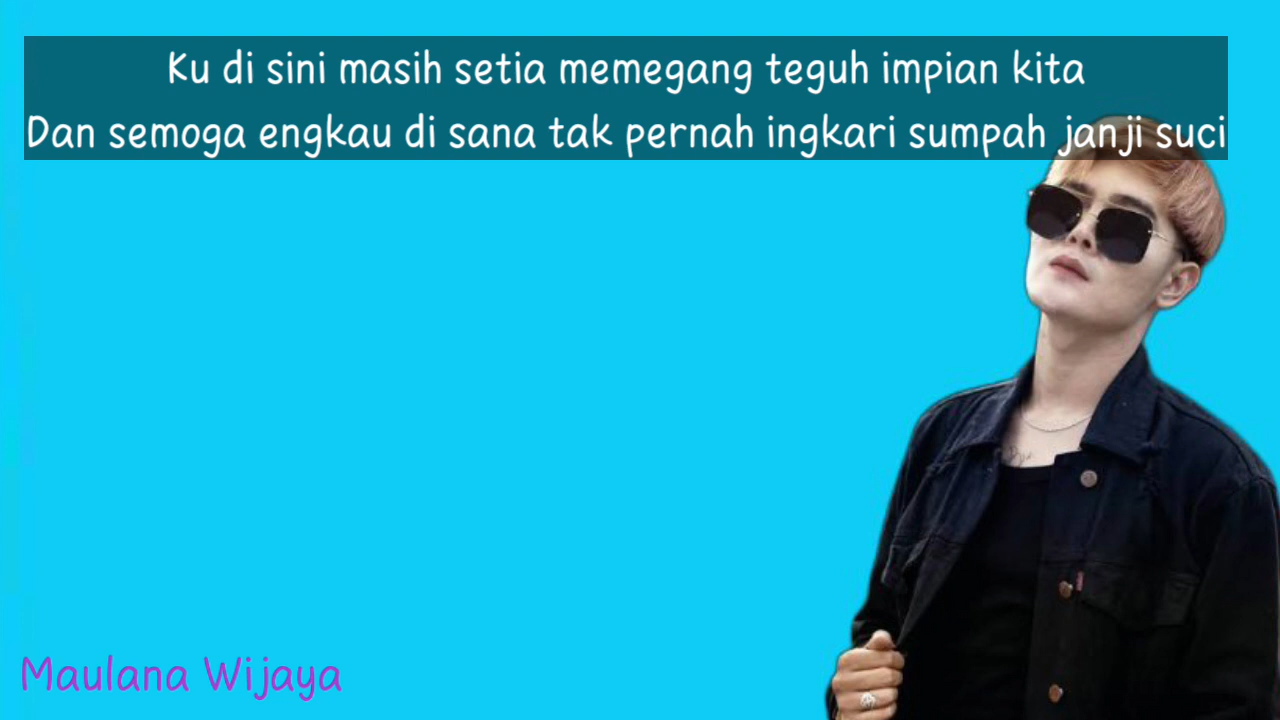 Ku di sini masih setia memegang teguh impian kita
Dan semoga engkau di sana tak pernah ingkari sumpah janji suci
Maulana Wijaya